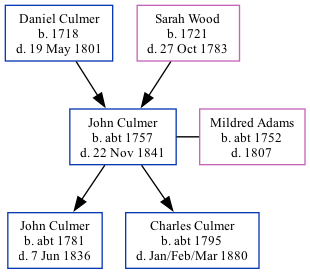 Daniel Culmer
b. 1718
d. 19 May 1801
Sarah Wood
b. 1721
d. 27 Oct 1783
John Culmer
b. abt 1757
d. 22 Nov 1841
Mildred Adams
b. abt 1752
d. 1807
John Culmer
b. abt 1781
d. 7 Jun 1836
Charles Culmer
b. abt 1795
d. Jan/Feb/Mar 1880